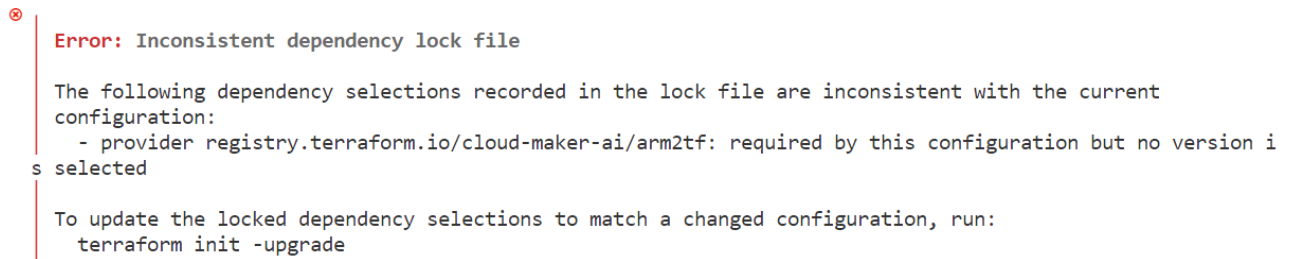 Error: Inconsistent dependency lock file
The following dependency selections recorded in the lock file are inconsistent with the current
configuration:
- provider registry.terraform.io/cloud-maker-ai/arm2tf: required by this configuration but no version i
s selected
To update the locked dependency selections to match a changed configuration, run:
terraform init -upgrade